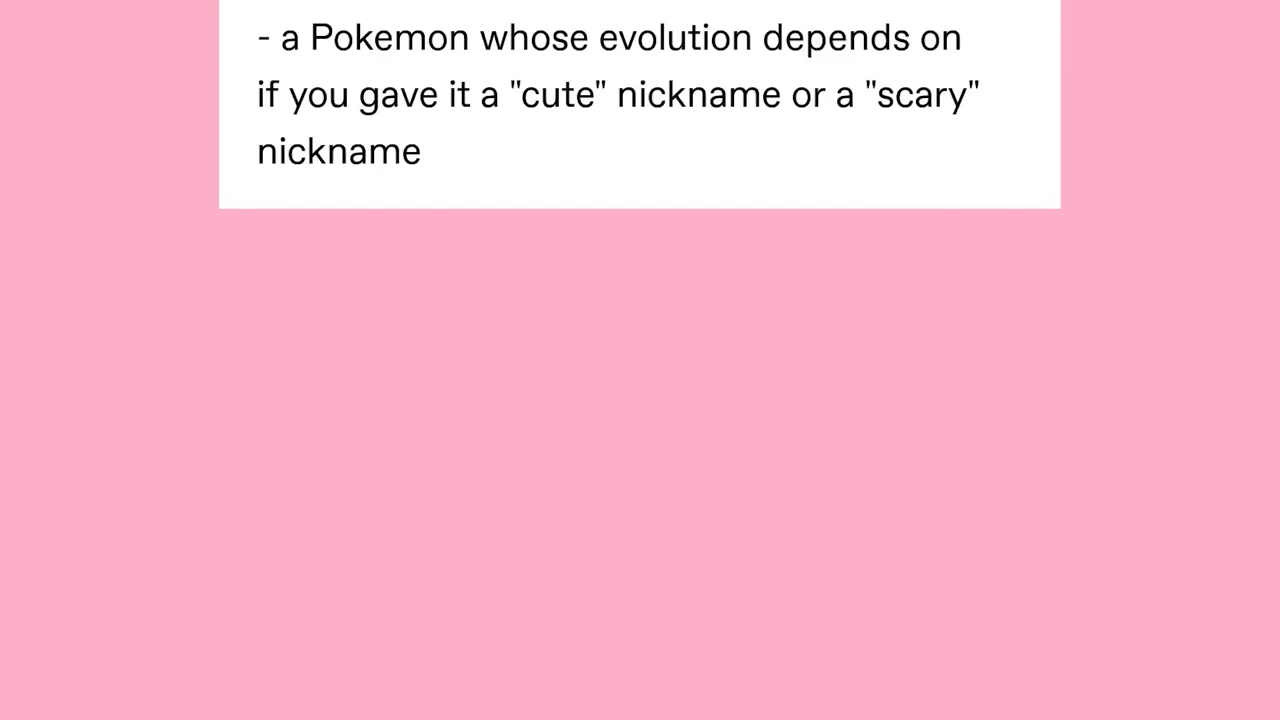 - a Pokemon whose evolution depends on
if you gave it a "cute" nickname or a "scary"
nickname